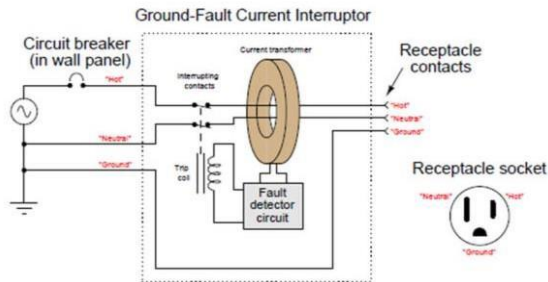 Ground-Fault Current Interruptor
Circuit breaker
(in wall panel)
Current transformer
Receptacle
contacts
"Hot"
Interrupting
contacts
"Hot"
"Neutral"
"Neutral"
"Ground"
"Ground"
Trip
coil
Fault
detector
circuit
Receptacle socket
"Neutral"
"Hot"
"Ground"